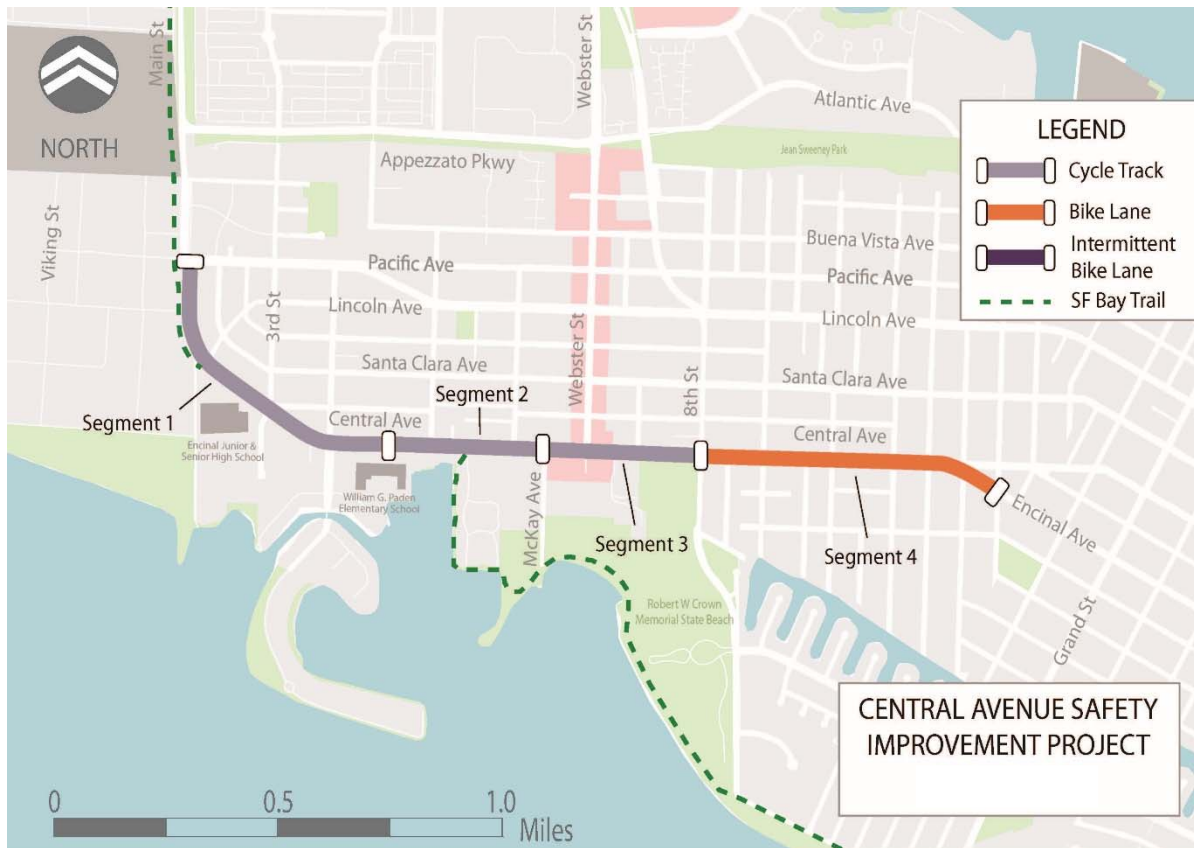 Main St
Webster St
NORTH
Atlantic Ave
Jean Sweeney Park
Appezzato Pkwy
LEGEND
Cycle Track
Bike Lane
Intermittent
Bike Lane
SF Bay Trail
Viking St
Buena Vista Ave
Pacific Ave
Pacific Ave
3rd St
Lincoln Ave
Lincoln Ave
Webster St
Santa Clara Ave
Santa Clara Ave
8th St
Segment 1
Segment 2
Central Ave
Central Ave
Encinal Junior &
Senior High School
William G. Paden
Elementary School
McKay Ave
Segment 3
Segment 4
Encinal Ave
Robert W Crown
Memorial State Beach
Grand St
CENTRAL AVENUE SAFETY
IMPROVEMENT PROJECT
0 0.5 1.0
Miles